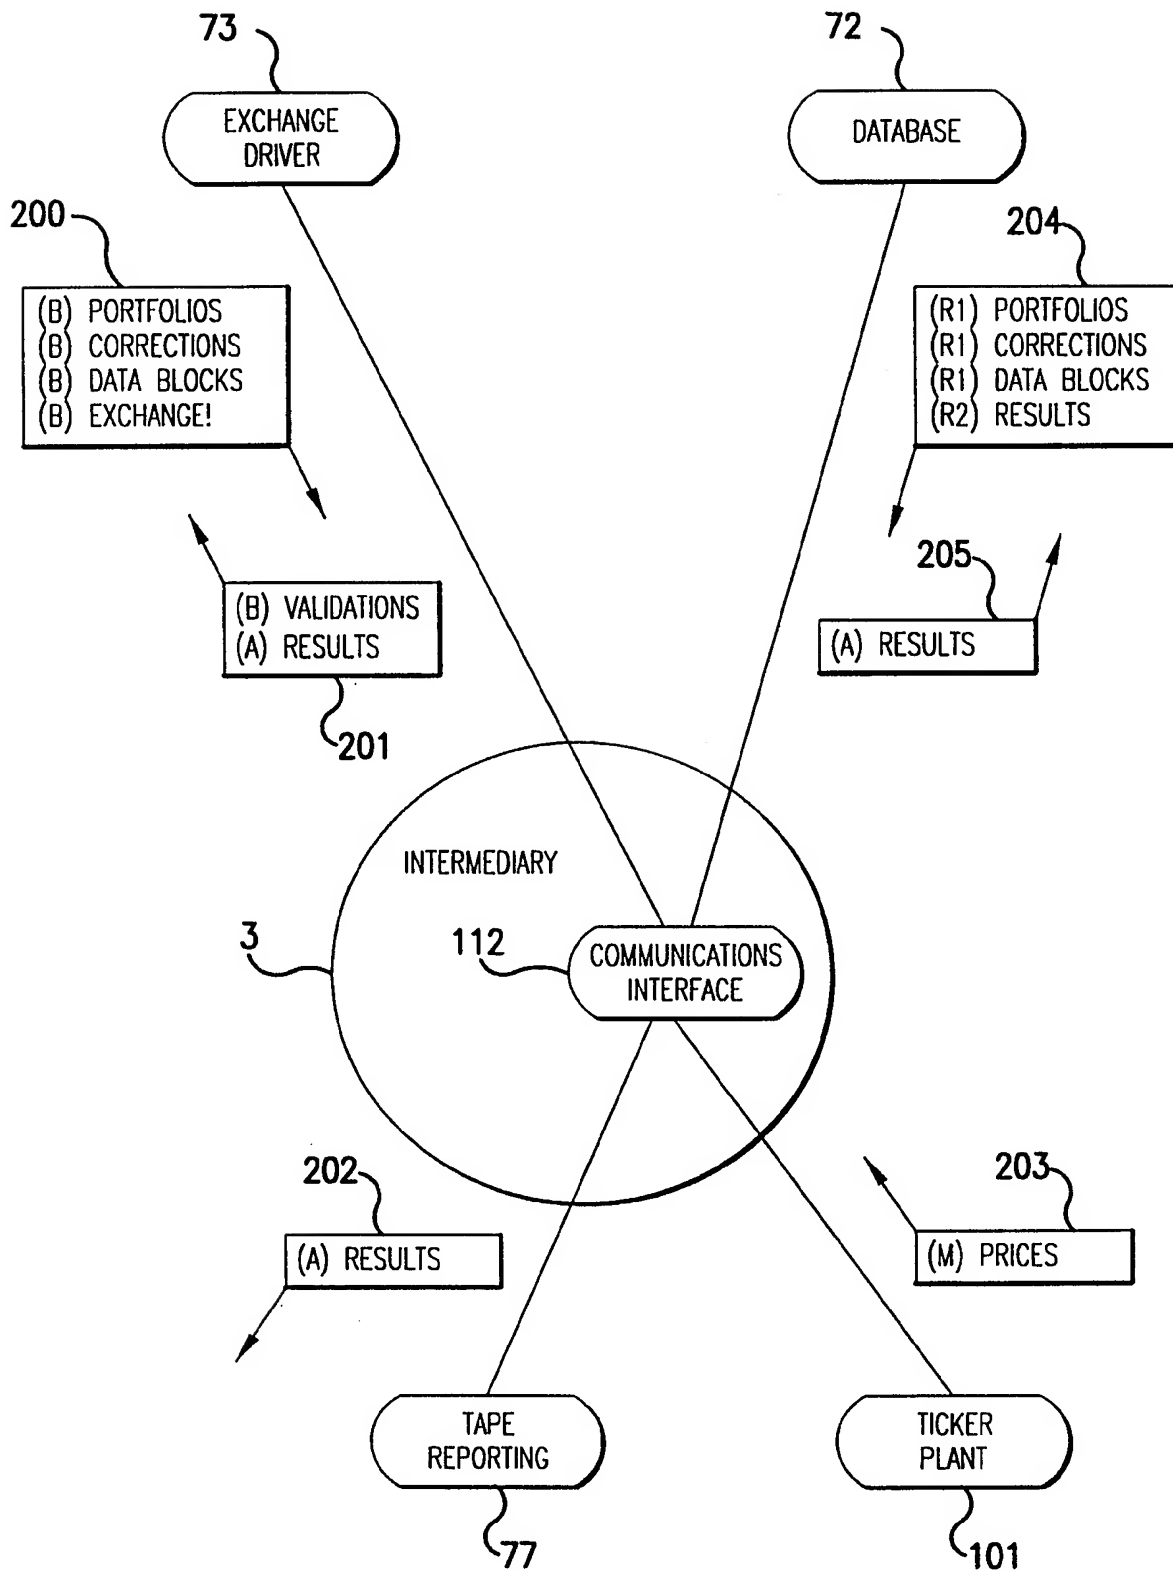 73
72
EXCHANGE
DRIVER
DATABASE
200
204
(B) PORTFOLIOS
(B) CORRECTIONS
(B) DATA BLOCKS
(B) EXCHANGE!
(R1) PORTFOLIOS
(R1) CORRECTIONS
(R1) DATA BLOCKS
(R2) RESULTS
205
(B) VALIDATIONS
(A) RESULTS
(A) RESULTS
201
INTERMEDIARY
3
112
COMMUNICATIONS
INTERFACE
202
203
(A) RESULTS
(M) PRICES
TAPE
REPORTING
TICKER
PLANT
77
101